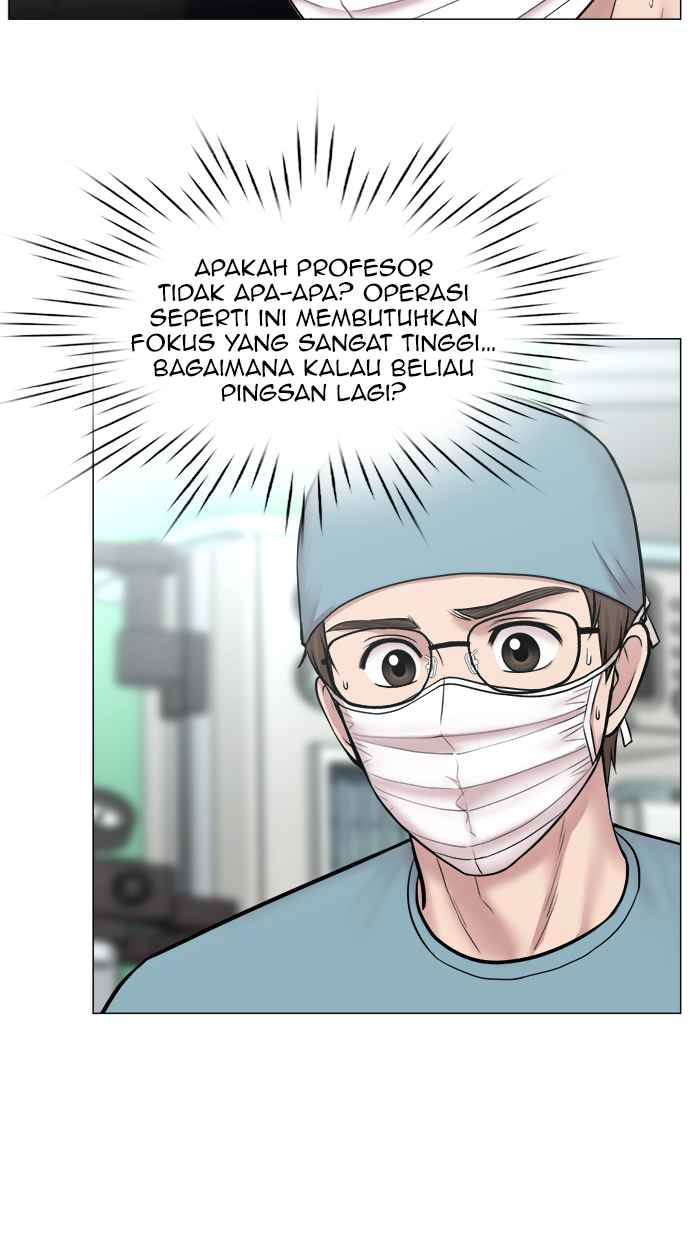 APAKAH PROFESOR
TIDAK APA-APA? OPERASI
SEPERTI INI MEMBUTUHKAN
FOKUS YANG SANGAT TINGGI...
BAGAIMANA KALAU BELIAU
PINGSAN LAGI?